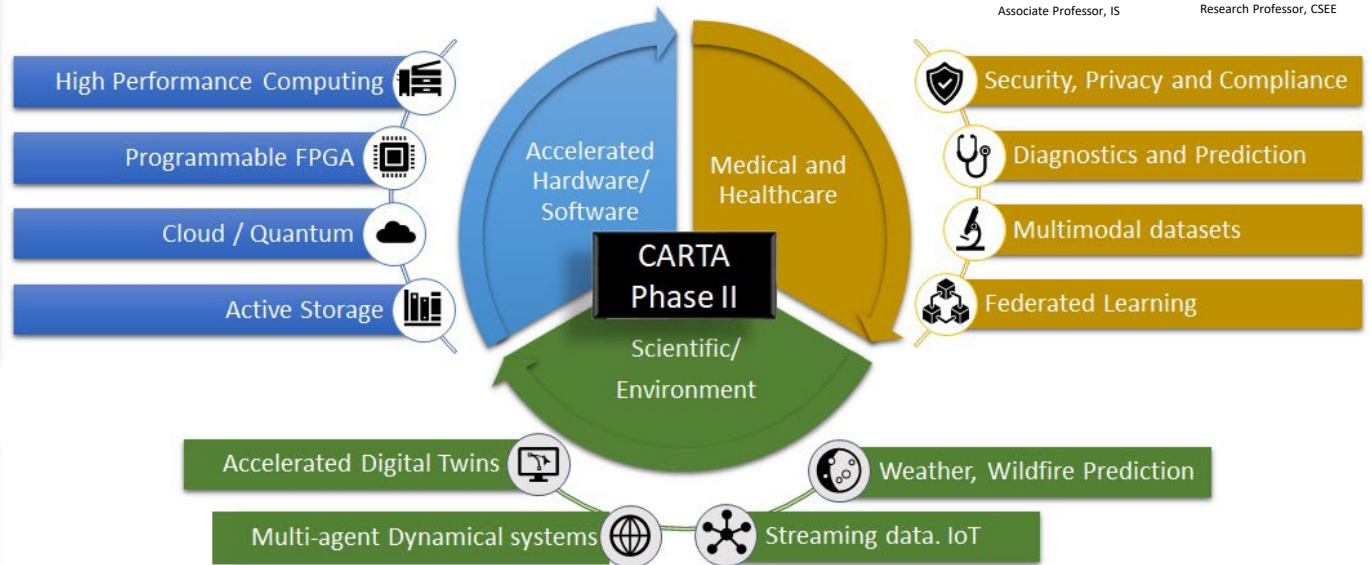 Associate Professor, IS
Research Professor, CSEE
High Performance Computing
Programmable FPGA
Cloud / Quantum
Active Storage
Accelerated
Hardware/
Software
Medical and
Healthcare
CARTA
Phase II
Scientific/
Environment
Security, Privacy and Compliance
Diagnostics and Prediction
Multimodal datasets
Federated Learning
Accelerated Digital Twins
Multi-agent Dynamical systems
Weather, Wildfire Prediction
Streaming data. IoT